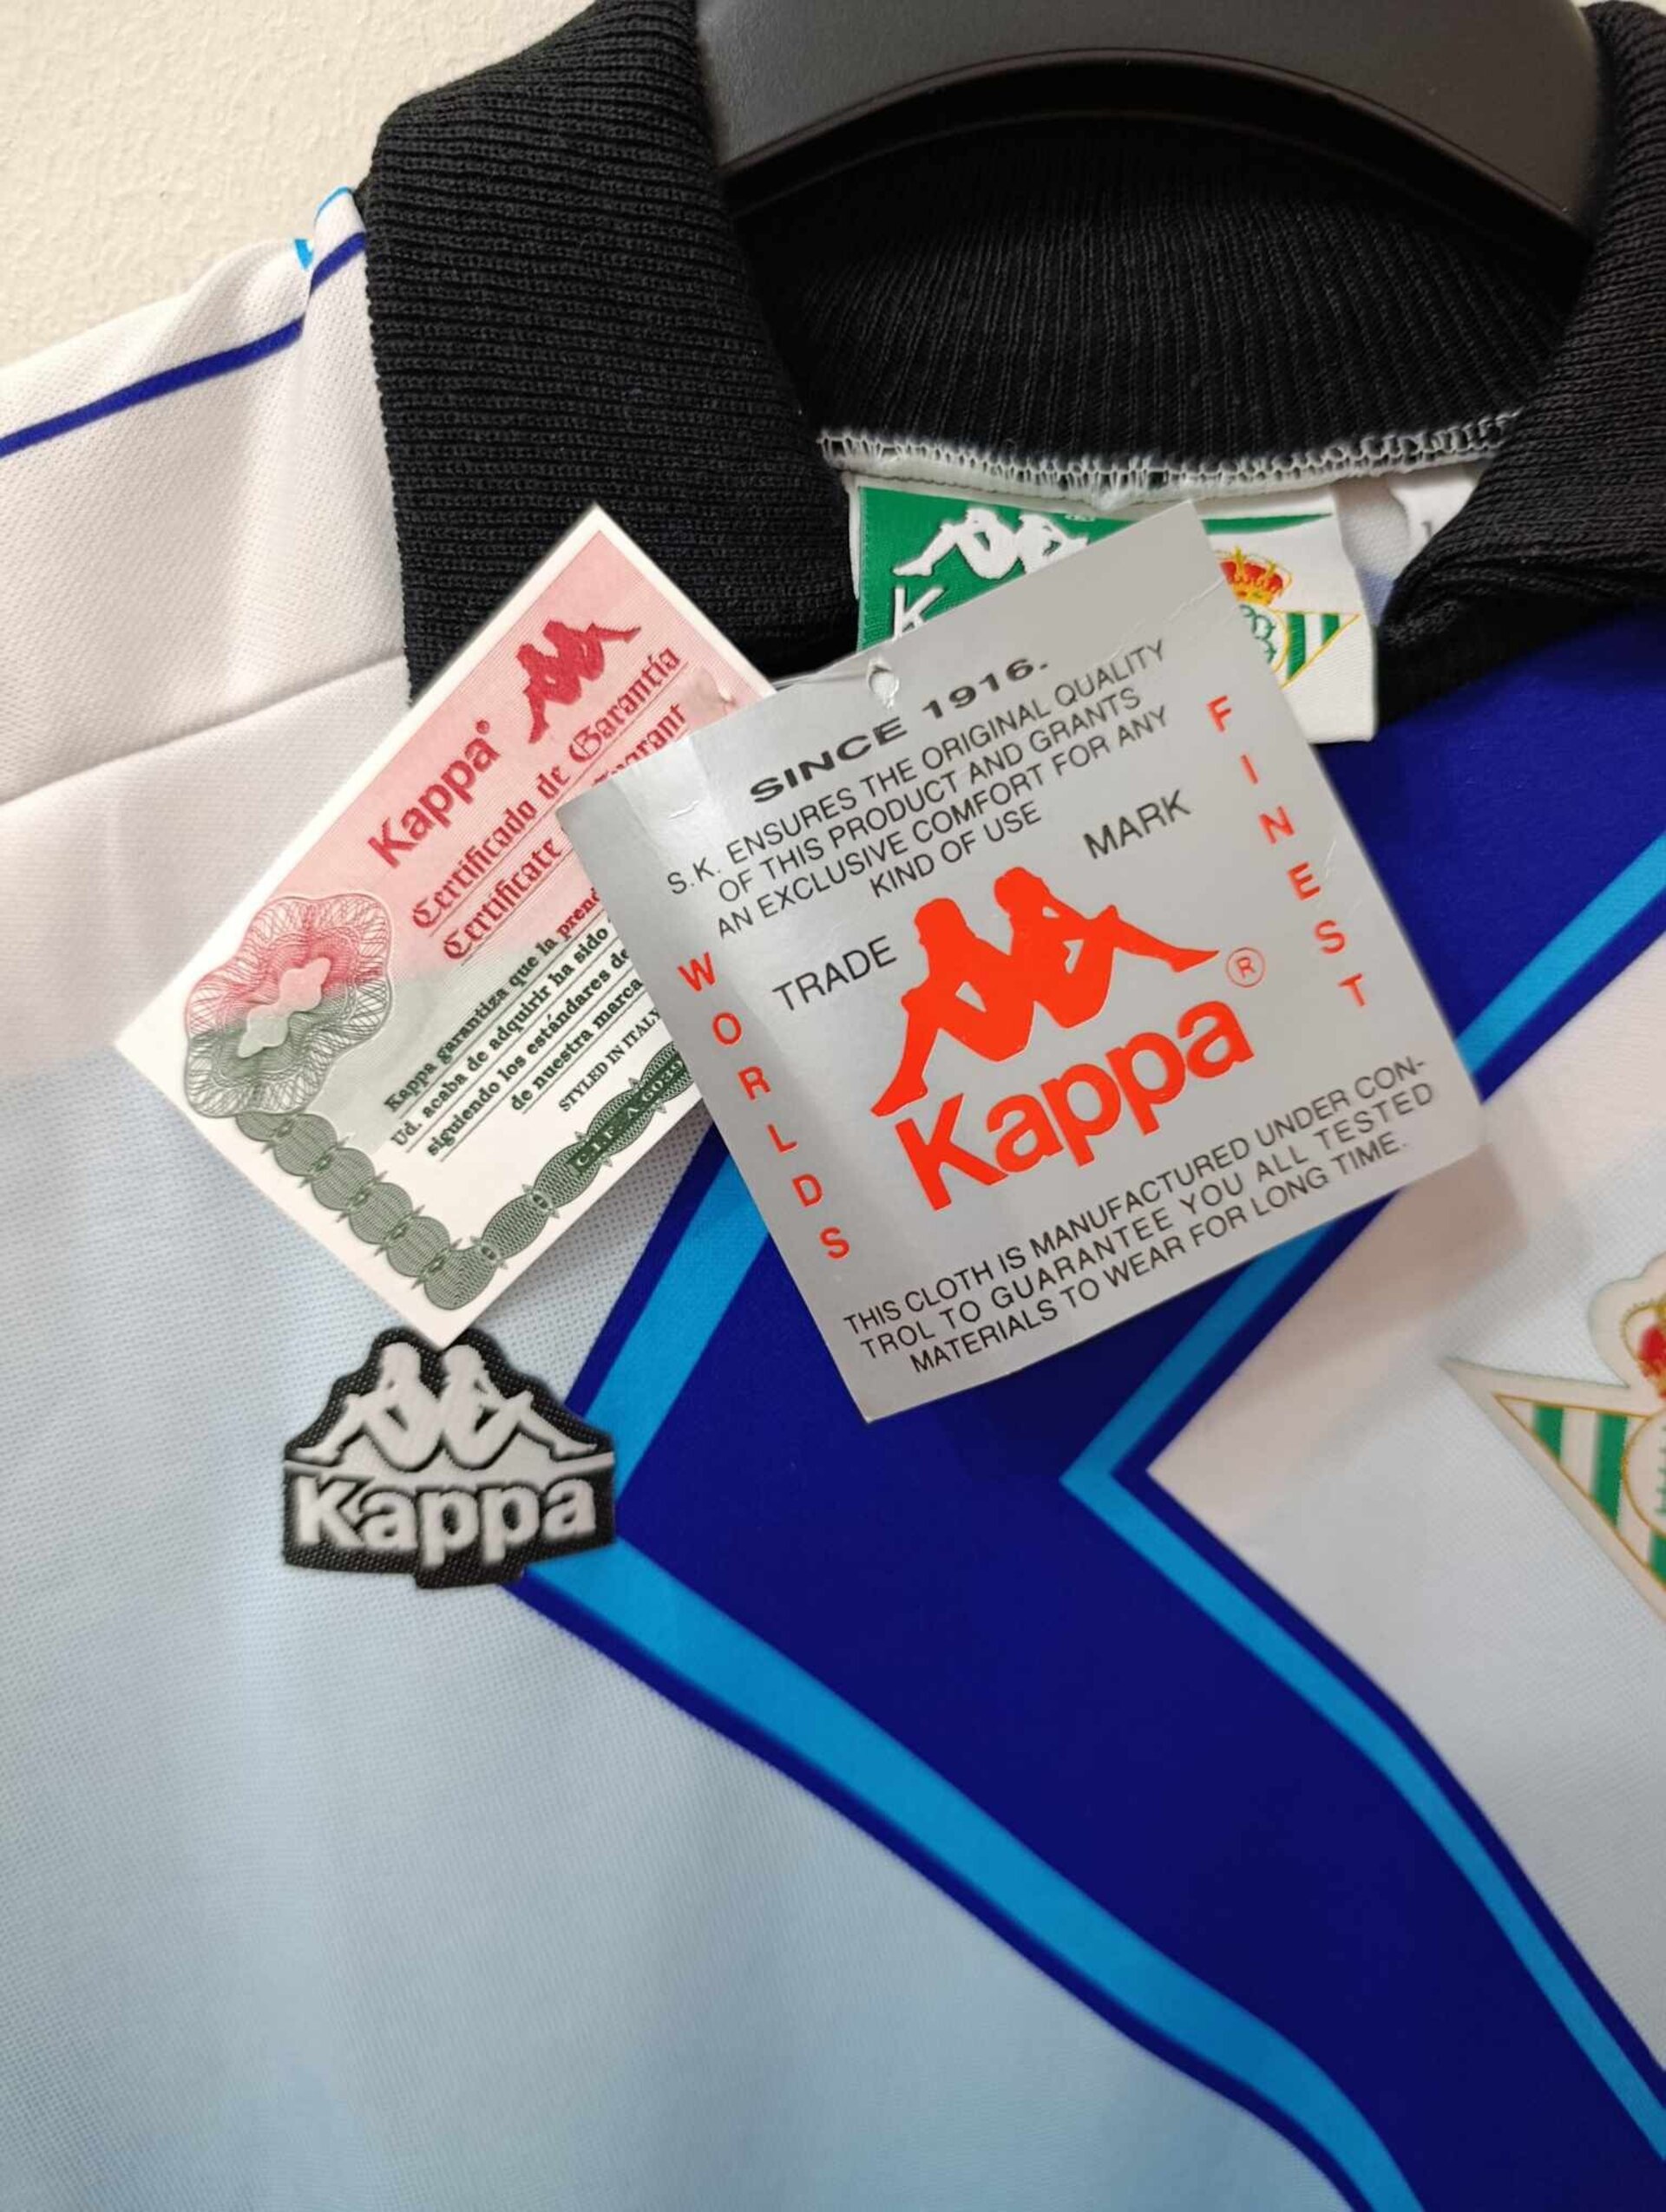 Kappa®
Certificado de Garantía
Certificate
Kappa garantiza que la
Ud. acaba de adquirir ha sido
siguiendo los estándares de
de nuestra marca
STYLED IN ITALY
C.I.F.
K
SINCE 1916.
S.K. ENSURES THE ORIGINAL QUALITY
OF THIS PRODUCT AND GRANTS
AN EXCLUSIVE COMFORT FOR ANY
KIND OF USE
TRADE MARK
WORLDS
FINEST
Kappa®
THIS CLOTH IS MANUFACTURED UNDER CON-
TROL TO GUARANTEE YOU ALL TESTED
MATERIALS TO WEAR FOR LONG TIME.
Kappa